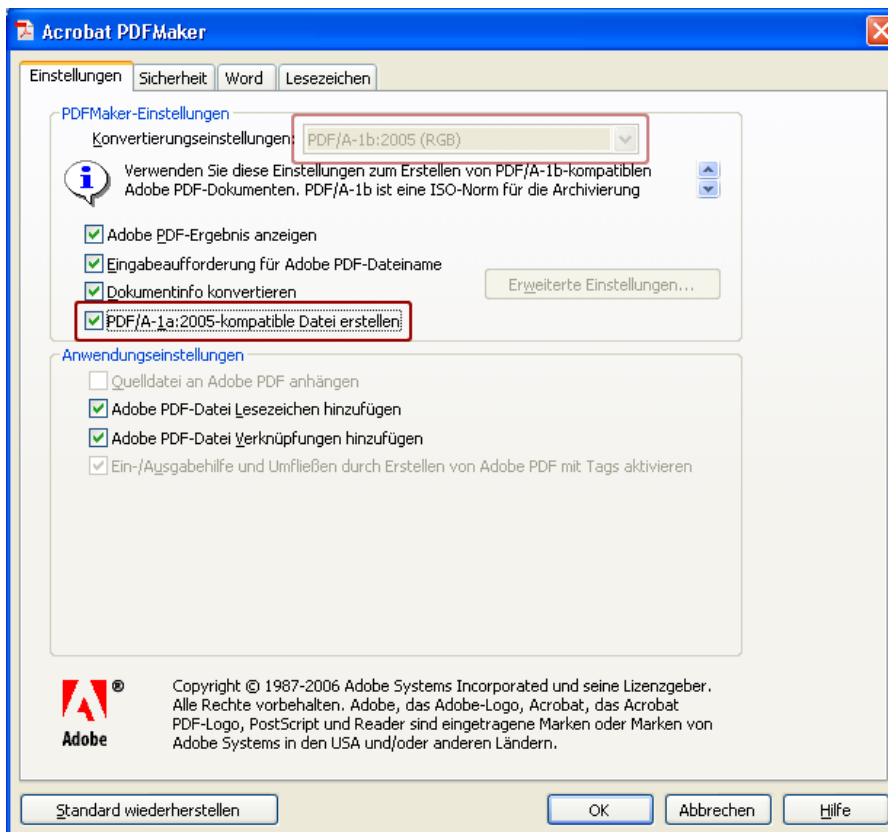 Acrobat PDFMaker
Einstellungen Sicherheit Word Lesezeichen
PDFMaker-Einstellungen
Konvertierungseinstellungen: PDF/A-1b:2005 (RGB)
Verwenden Sie diese Einstellungen zum Erstellen von PDF/A-1b-kompatiblen
Adobe PDF-Dokumenten. PDF/A-1b ist eine ISO-Norm für die Archivierung
Adobe PDF-Ergebnis anzeigen
Eingabeaufforderung für Adobe PDF-Dateiname
Dokumentinfo konvertieren
Erweiterte Einstellungen...
PDF/A-1a:2005-kompatible Datei erstellen
Anwendungseinstellungen
Quelldatei an Adobe PDF anhängen
Adobe PDF-Datei Lesezeichen hinzufügen
Adobe PDF-Datei Verknüpfungen hinzufügen
Ein-/Ausgabehilfe und Umfließen durch Erstellen von Adobe PDF mit Tags aktivieren
Adobe ®
Copyright © 1987-2006 Adobe Systems Incorporated und seine Lizenzgeber.
Alle Rechte vorbehalten. Adobe, das Adobe-Logo, Acrobat, das Acrobat
PDF-Logo, PostScript und Reader sind eingetragene Marken oder Marken von
Adobe Systems in den USA und/oder anderen Ländern.
Standard wiederherstellen OK Abbrechen Hilfe